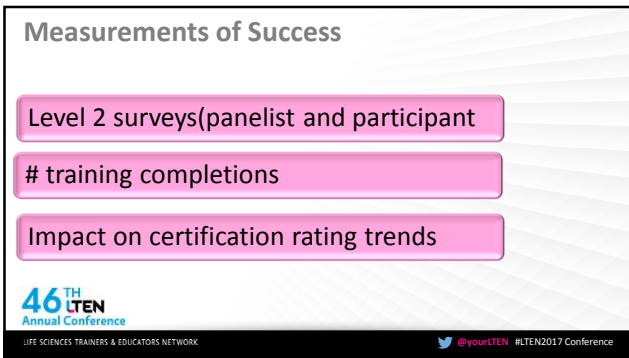 Measurements of Success
Level 2 surveys(panelist and participant
# training completions
Impact on certification rating trends
46TH LTEN
Annual Conference
LIFE SCIENCES TRAINERS & EDUCATORS NETWORK
@yourLTEN #LTEN2017 Conference